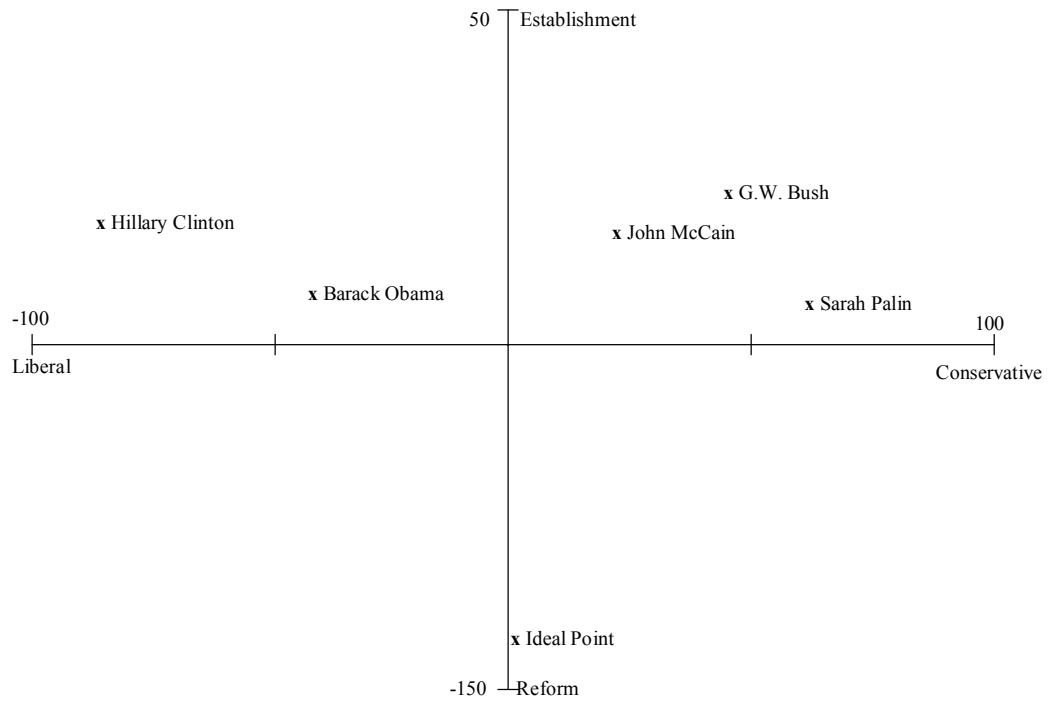 50 Establishment
x G.W. Bush
x Hillary Clinton
x John McCain
x Barack Obama
x Sarah Palin
-100
100
Liberal
Conservative
x Ideal Point
-150 Reform